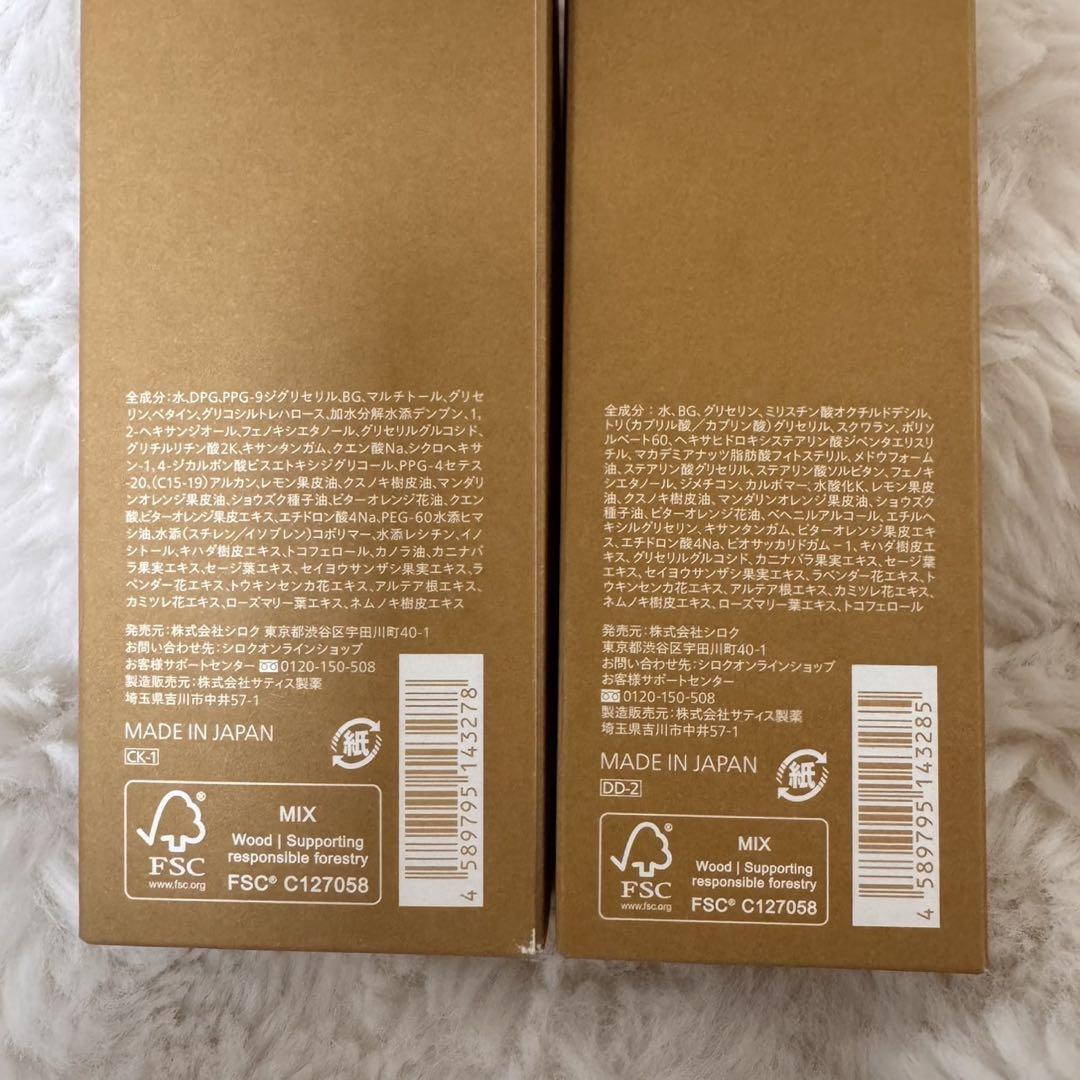 全成分:水、DPG、PPG-9ジグリセリル、BG、マルチトール、グリセ
リン、ベタイン、グリコシルトレハロース、加水分解水添デンプン、1,
2-ヘキサンジオール、フェノキシエタノール、グリセリルグルコシド、
グリチルリチン酸2K、キサンタンガム、クエン酸Na、シクロヘキサ
ン-1,4-ジカルボン酸ビスエトキシジグリコール、PPG-4セテス
-20、(C15-19)アルカン、レモン果皮油、クスノキ樹皮油、マンダ
リンオレンジ果皮油、ショウズク種子油、ビターオレンジ花油、クエン
酸、ビターオレンジ果皮エキス、エチドロン酸4Na、PEG-60水添ヒマ
シ油、水添(スチレン/イソプレン)コポリマー、水添レシチン、イノ
シトール、キハダ樹皮エキス、トコフェロール、カノラ油、カニナバ
ラ果実エキス、セージ葉エキス、セイヨウサンザシ果実エキス、ラ
ベンダー花エキス、トウキンセンカ花エキス、アルテア根エキス、
カミツレ花エキス、ローズマリー葉エキス、ネムノキ樹皮エキス
発売元:株式会社シロク 東京都渋谷区宇田川町40-1
お問い合わせ先:シロクオンラインショップ
お客様サポートセンター 0120-150-508
製造販売元:株式会社サティス製薬
埼玉県吉川市中井57-1
MADE IN JAPAN
紙
CK-1
FSC
www.fsc.org
MIX
Wood | Supporting
responsible forestry
FSC® C127058
4 589795 143278
全成分:水、BG、グリセリン、ミリスチン酸オクチルドデシル、
トリ(カプリル酸/カプリン酸)グリセリル、スクワラン、ポリソ
ルベート60、ヘキサヒドロキシステアリン酸ジペンタエリスリ
チル、マカデミアナッツ脂肪酸フィトステリル、メドウフォーム
油、ステアリン酸グリセリル、ステアリン酸ソルビタン、フェノキ
シエタノール、ジメチコン、カルボマー、水酸化K、レモン果皮
油、クスノキ樹皮油、マンダリンオレンジ果皮油、ショウズク
種子油、ビターオレンジ花油、ベヘニルアルコール、エチルヘ
キシルグリセリン、キサンタンガム、ビターオレンジ果皮エキ
ス、エチドロン酸4Na、ビオサッカリドガム-1、キハダ樹皮エキ
ス、グリセリルグルコシド、カニナバラ果実エキス、セージ葉
エキス、セイヨウサンザシ果実エキス、ラベンダー花エキス、ト
ウキンセンカ花エキス、アルテア根エキス、カミツレ花エキス、
ネムノキ樹皮エキス、ローズマリー葉エキス、トコフェロール
発売元:株式会社シロク
東京都渋谷区宇田川町40-1
お問い合わせ先:シロクオンラインショップ
お客様サポートセンター
0120-150-508
製造販売元:株式会社サティス製薬
埼玉県吉川市中井57-1
MADE IN JAPAN
紙
DD-2
FSC
www.fsc.org
MIX
Wood | Supporting
responsible forestry
FSC® C127058
4 589795 143285